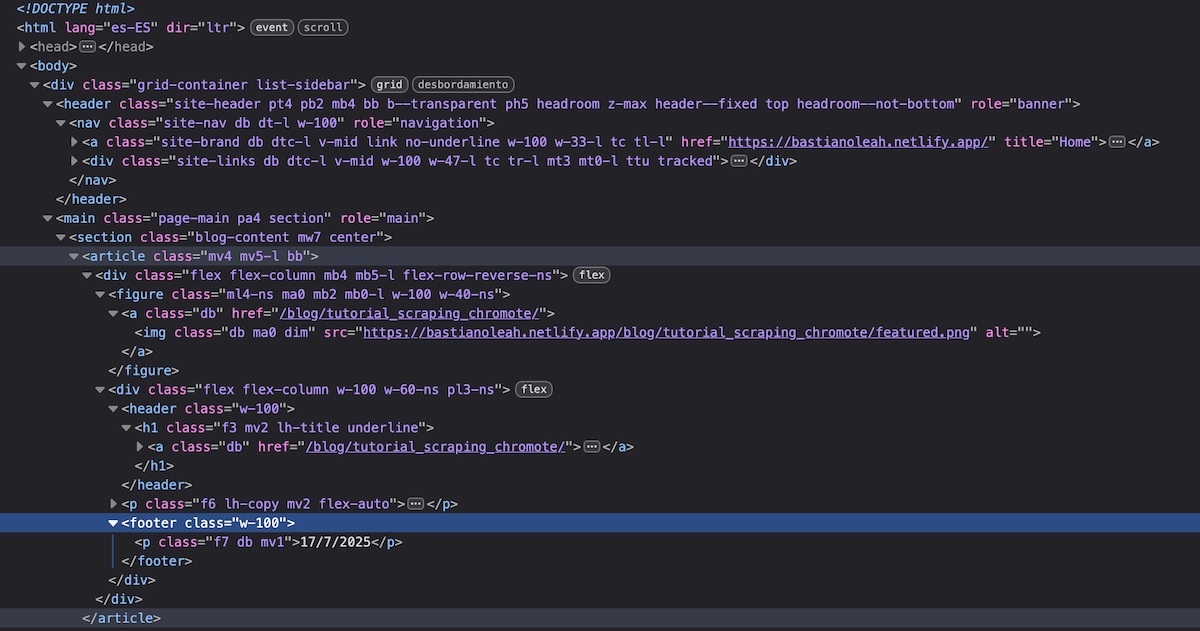 <!DOCTYPE html>
<html lang="es-ES" dir="ltr"> event scroll
<head> ··· </head>
<body>
<div class="grid-container list-sidebar"> grid desbordamiento
<header class="site-header pt4 pb2 mb4 bb b--transparent ph5 headroom z-max header--fixed top headroom--not-bottom" role="banner">
<nav class="site-nav db dt-l w-100" role="navigation">
<a class="site-brand db dtc-l v-mid link no-underline w-100 w-33-l tc tl-l" href="https://bastianoleah.netlify.app/" title="Home"> ··· </a>
<div class="site-links db dtc-l v-mid w-100 w-47-l tc tr-l mt3 mt0-l ttu tracked"> ··· </div>
</nav>
</header>
<main class="page-main pa4 section" role="main">
<section class="blog-content mw7 center">
<article class="mv4 mv5-l bb">
<div class="flex flex-column mb4 mb5-l flex-row-reverse-ns"> flex
<figure class="ml4-ns ma0 mb2 mb0-l w-100 w-40-ns">
<a class="db" href="/blog/tutorial_scraping_chromote/">
<img class="db ma0 dim" src="https://bastianoleah.netlify.app/blog/tutorial_scraping_chromote/featured.png" alt="">
</a>
</figure>
<div class="flex flex-column w-100 w-60-ns pl3-ns"> flex
<header class="w-100">
<h1 class="f3 mv2 lh-title underline">
<a class="db" href="/blog/tutorial_scraping_chromote/"> ··· </a>
</h1>
</header>
<p class="f6 lh-copy mv2 flex-auto"> ··· </p>
<footer class="w-100">
<p class="f7 db mv1">17/7/2025</p>
</footer>
</div>
</div>
</article>